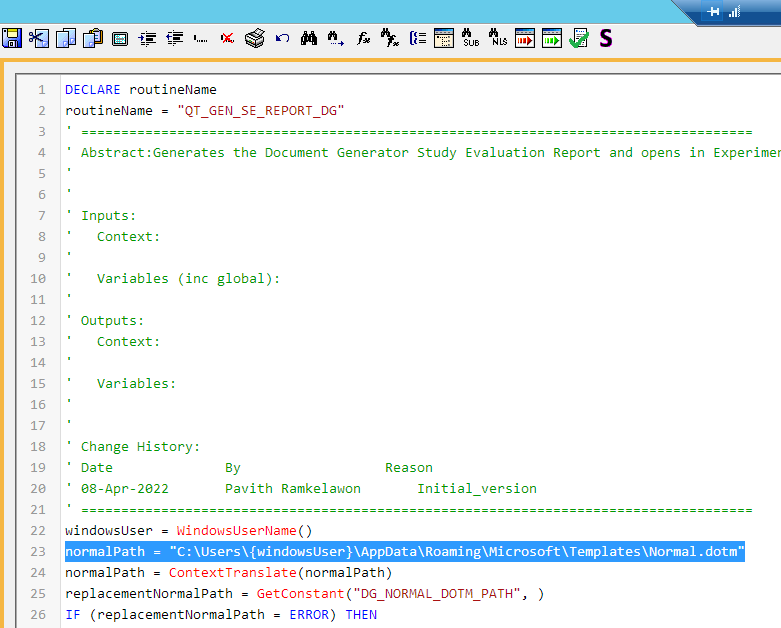 SUB
NLS
S
1 DECLARE routineName
2 routineName = "QT_GEN_SE_REPORT_DG"
3 ' ====================================================================================
4 ' Abstract:Generates the Document Generator Study Evaluation Report and opens in Experimen
5 '
6 '
7 ' Inputs:
8 '   Context:
9 '
10 '   Variables (inc global):
11 '
12 ' Outputs:
13 '   Context:
14 '
15 '   Variables:
16 '
17 '
18 ' Change History:
19 ' Date              By                  Reason
20 ' 08-Apr-2022       Pavith Ramkelawon       Initial_version
21 ' ====================================================================================
22 windowsUser = WindowsUserName()
23 normalPath = "C:\Users\{windowsUser}\AppData\Roaming\Microsoft\Templates\Normal.dotm"
24 normalPath = ContextTranslate(normalPath)
25 replacementNormalPath = GetConstant("DG_NORMAL_DOTM_PATH", )
26 IF (replacementNormalPath = ERROR) THEN